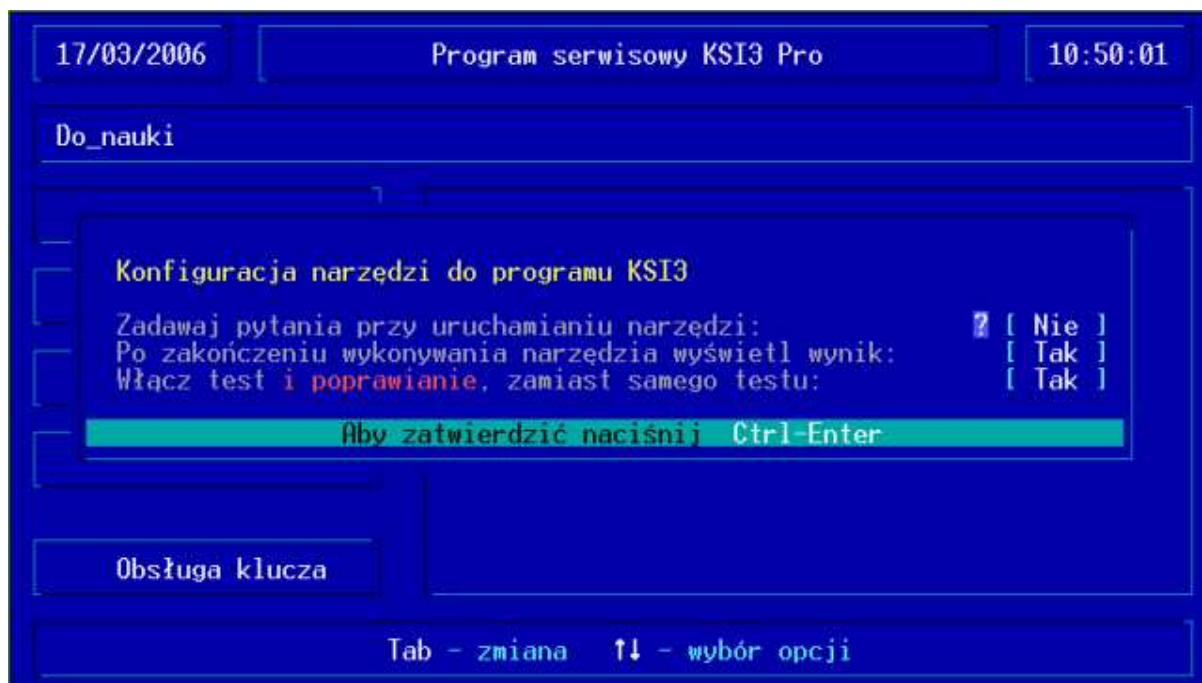 17/03/2006 Program serwisowy KSI3 Pro 10:50:01
Do_nauki
Konfiguracja narzędzi do programu KSI3
Zadawaj pytania przy uruchamianiu narzędzi: ? [ Nie ]
Po zakończeniu wykonywania narzędzia wyświetl wynik: [ Tak ]
Włącz test i poprawianie, zamiast samego testu: [ Tak ]
Aby zatwierdzić naciśnij Ctrl-Enter
Obsługa klucza
Tab - zmiana ↑↓ - wybór opcji